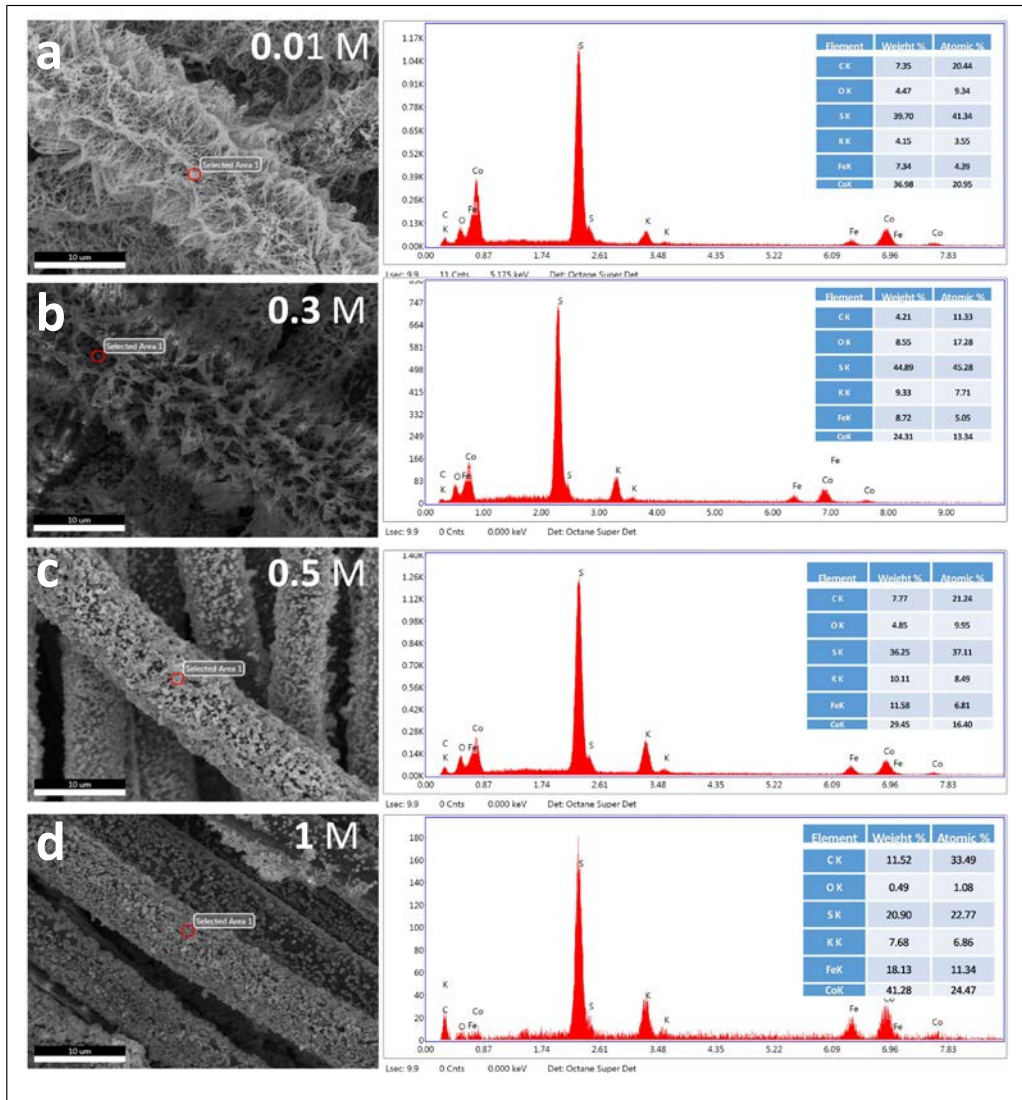 a
0.01 M
Selected Area 1
10 um
1.17K
1.04K
0.91K
0.78K
0.65K
0.52K
0.39K
0.26K
0.13K
0.00K
S
Co
Fe
C
K
O
S
K
K
Fe
Co
Fe
Co
0.00 0.87 1.74 2.61 3.48 4.35 5.22 6.09 6.96 7.83
Lsec: 9.9 11 Cnts 5.175 keV Det: Octane Super Det
Element Weight % Atomic %
C K 7.35 20.44
O K 4.47 9.34
S K 39.70 41.34
K K 4.15 3.55
FeK 7.34 4.39
CoK 36.98 20.95
b
0.3 M
Selected Area 1
10 um
830
747
664
581
498
415
332
249
166
83
0
S
Co
C
K
O
Fe
S
K
K
Fe
Fe
Co
Co
0.00 1.00 2.00 3.00 4.00 5.00 6.00 7.00 8.00 9.00
Lsec: 9.9 0 Cnts 0.000 keV Det: Octane Super Det
Element Weight % Atomic %
C K 4.21 11.33
O K 8.55 17.28
S K 44.89 45.28
K K 9.33 7.71
FeK 8.72 5.05
CoK 24.31 13.34
c
0.5 M
Selected Area 1
10 um
1.40K
1.26K
1.12K
0.98K
0.84K
0.70K
0.56K
0.42K
0.28K
0.14K
0.00K
S
Co
C
K
O
Fe
S
K
K
Fe
Co
Fe
Co
0.00 0.87 1.74 2.61 3.48 4.35 5.22 6.09 6.96 7.83
Lsec: 9.9 0 Cnts 0.000 keV Det: Octane Super Det
Element Weight % Atomic %
C K 7.77 21.24
O K 4.85 9.95
S K 36.25 37.11
K K 10.11 8.49
FeK 11.58 6.81
CoK 29.45 16.40
d
1 M
Selected Area 1
10 um
180
160
140
120
100
80
60
40
20
0
S
K
C
O
Fe
Co
S
K
K
Fe
Co
Fe
Co
0.00 0.87 1.74 2.61 3.48 4.35 5.22 6.09 6.96 7.83
Lsec: 9.9 0 Cnts 0.000 keV Det: Octane Super Det
Element Weight % Atomic %
C K 11.52 33.49
O K 0.49 1.08
S K 20.90 22.77
K K 7.68 6.86
FeK 18.13 11.34
CoK 41.28 24.47